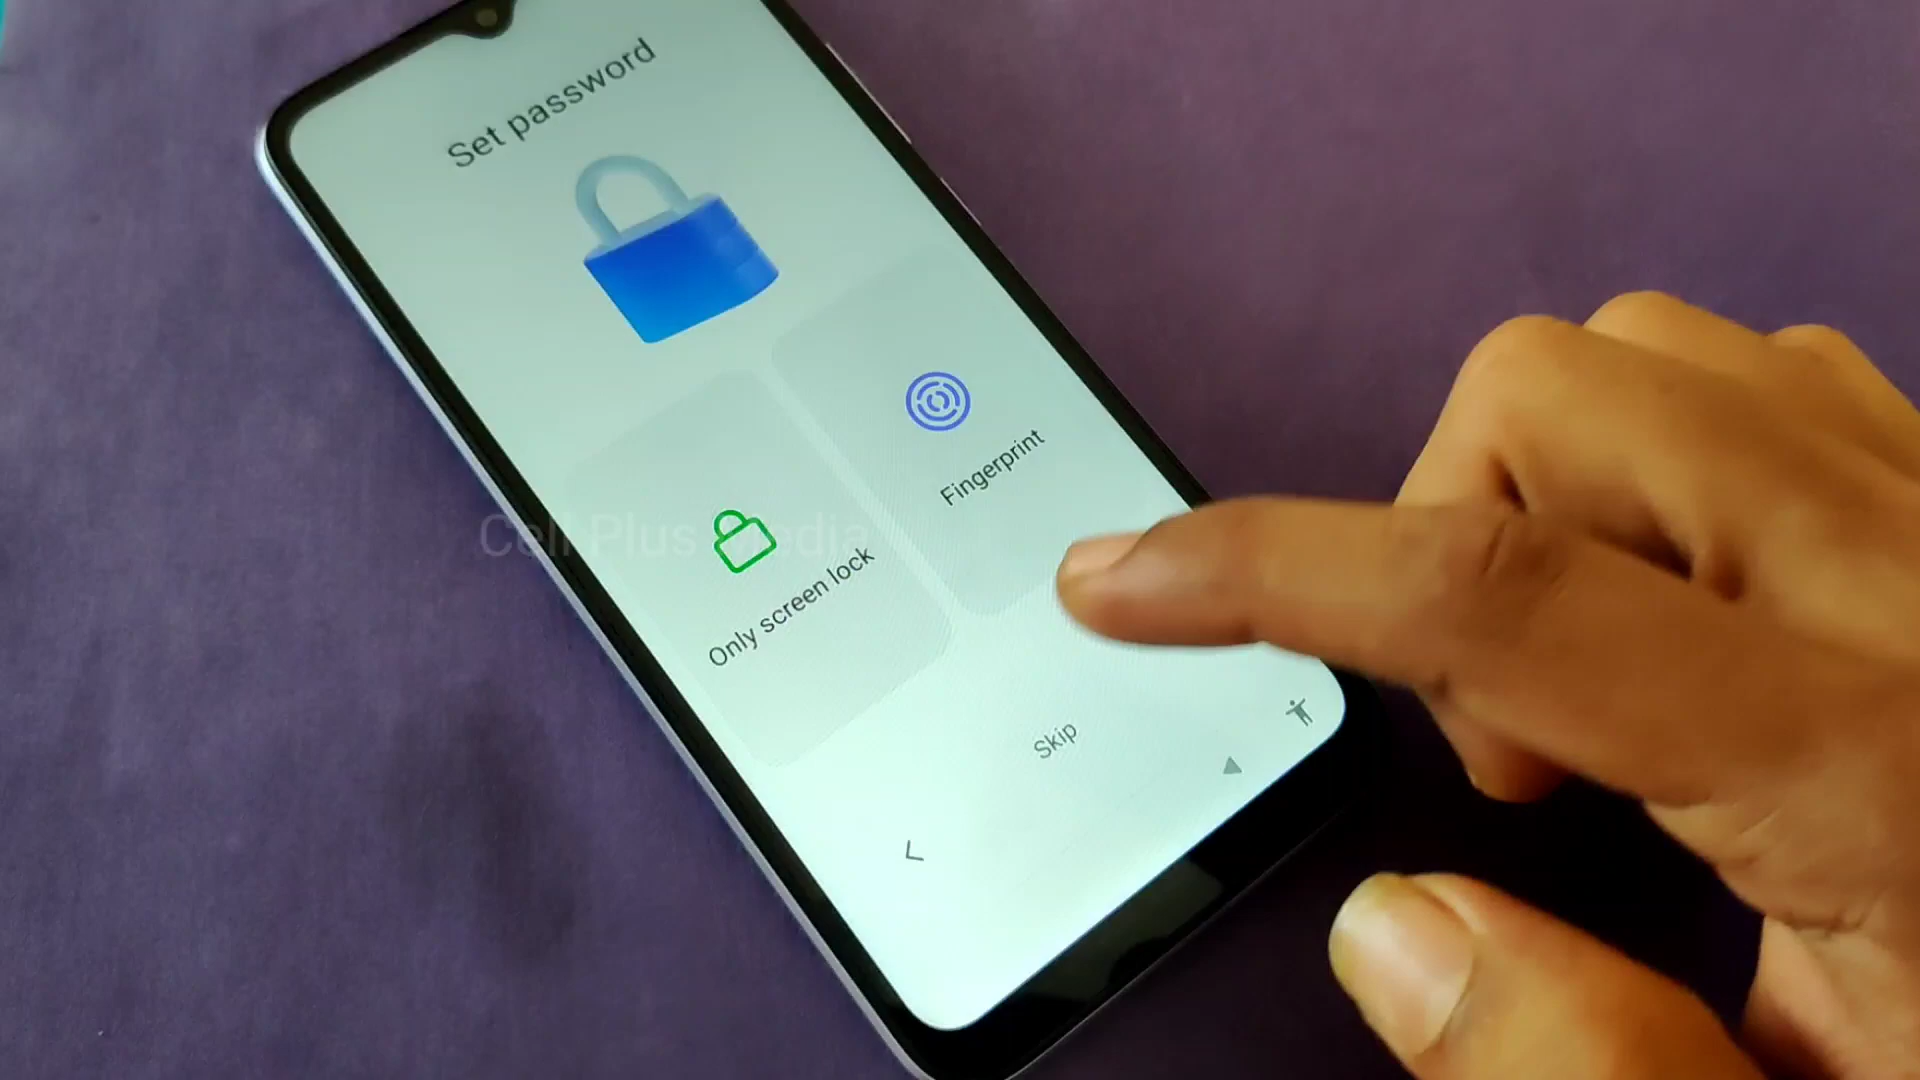 Set password
Fingerprint
Only screen lock
Cell Plus Media
Skip